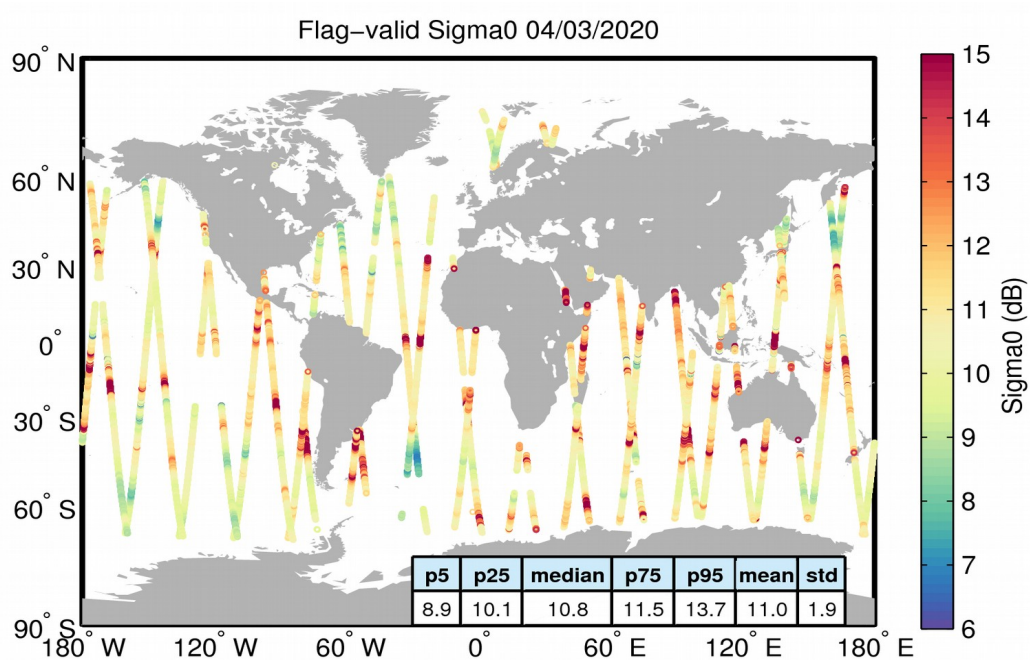 Flag−valid Sigma0 04/03/2020
90° N
60° N
30° N
0°
30° S
60° S
90° S
180° W 120° W 60° W 0° 60° E 120° E 180° E
p5 p25 median p75 p95 mean std
8.9 10.1 10.8 11.5 13.7 11.0 1.9
15
14
13
12
11
10
9
8
7
6
Sigma0 (dB)